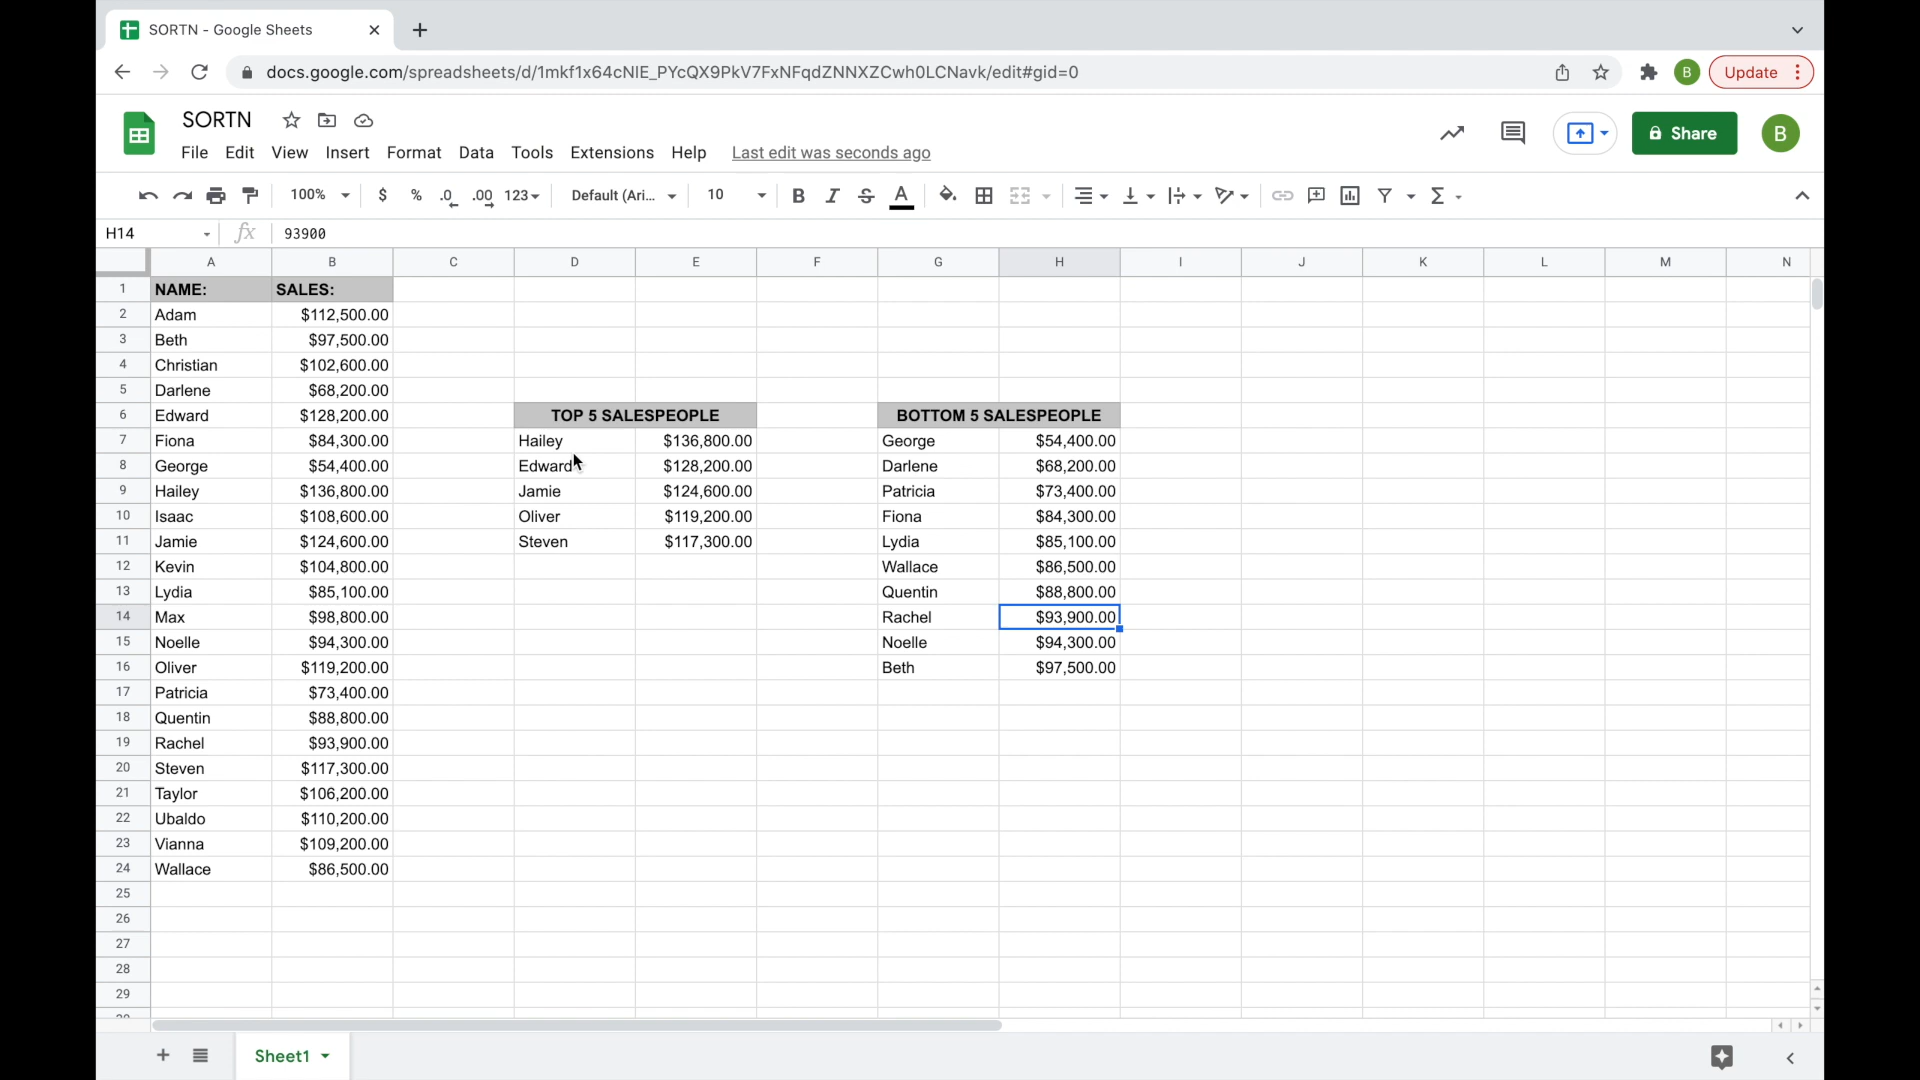 SORTN - Google Sheets
docs.google.com/spreadsheets/d/1mkf1x64cNIE_PYcQX9PkV7FxNFqdZNNXZCwh0LCNavk/edit#gid=0
B
Update
SORTN
Share
B
File Edit View Insert Format Data Tools Extensions Help Last edit was seconds ago
100% $ % .0 .00 123 Default (Ari... 10 B I S A Σ
H14 fx 93900
A B C D E F G H I J K L M N
1 NAME: SALES:
2 Adam $112,500.00
3 Beth $97,500.00
4 Christian $102,600.00
5 Darlene $68,200.00
6 Edward $128,200.00 TOP 5 SALESPEOPLE BOTTOM 5 SALESPEOPLE
7 Fiona $84,300.00 Hailey $136,800.00 George $54,400.00
8 George $54,400.00 Edward $128,200.00 Darlene $68,200.00
9 Hailey $136,800.00 Jamie $124,600.00 Patricia $73,400.00
10 Isaac $108,600.00 Oliver $119,200.00 Fiona $84,300.00
11 Jamie $124,600.00 Steven $117,300.00 Lydia $85,100.00
12 Kevin $104,800.00 Wallace $86,500.00
13 Lydia $85,100.00 Quentin $88,800.00
14 Max $98,800.00 Rachel $93,900.00
15 Noelle $94,300.00 Noelle $94,300.00
16 Oliver $119,200.00 Beth $97,500.00
17 Patricia $73,400.00
18 Quentin $88,800.00
19 Rachel $93,900.00
20 Steven $117,300.00
21 Taylor $106,200.00
22 Ubaldo $110,200.00
23 Vianna $109,200.00
24 Wallace $86,500.00
25
26
27
28
29
Sheet1